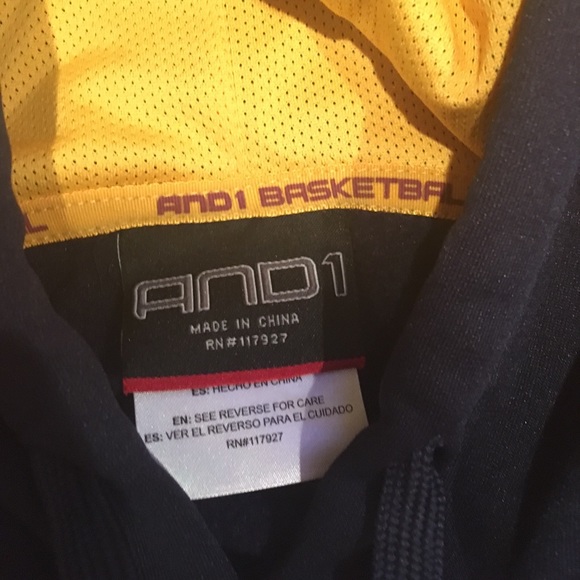 L
AND1 BASKETBAL
AND1
MADE IN CHINA
RN#117927
ES: HECHO EN CHINA
EN: SEE REVERSE FOR CARE
ES: VER EL REVERSO PARA EL CUIDADO
RN#117927